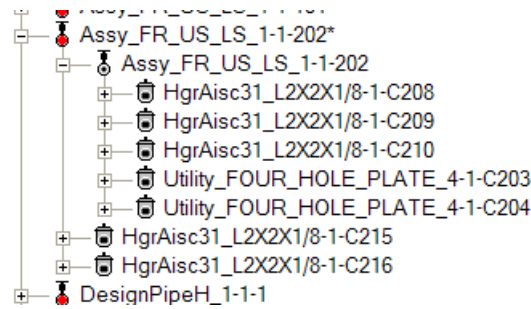 Assy_FR_US_LS_1-1-202*
Assy_FR_US_LS_1-1-202
HgrAisc31_L2X2X1/8-1-C208
HgrAisc31_L2X2X1/8-1-C209
HgrAisc31_L2X2X1/8-1-C210
Utility_FOUR_HOLE_PLATE_4-1-C203
Utility_FOUR_HOLE_PLATE_4-1-C204
HgrAisc31_L2X2X1/8-1-C215
HgrAisc31_L2X2X1/8-1-C216
DesignPipeH_1-1-1